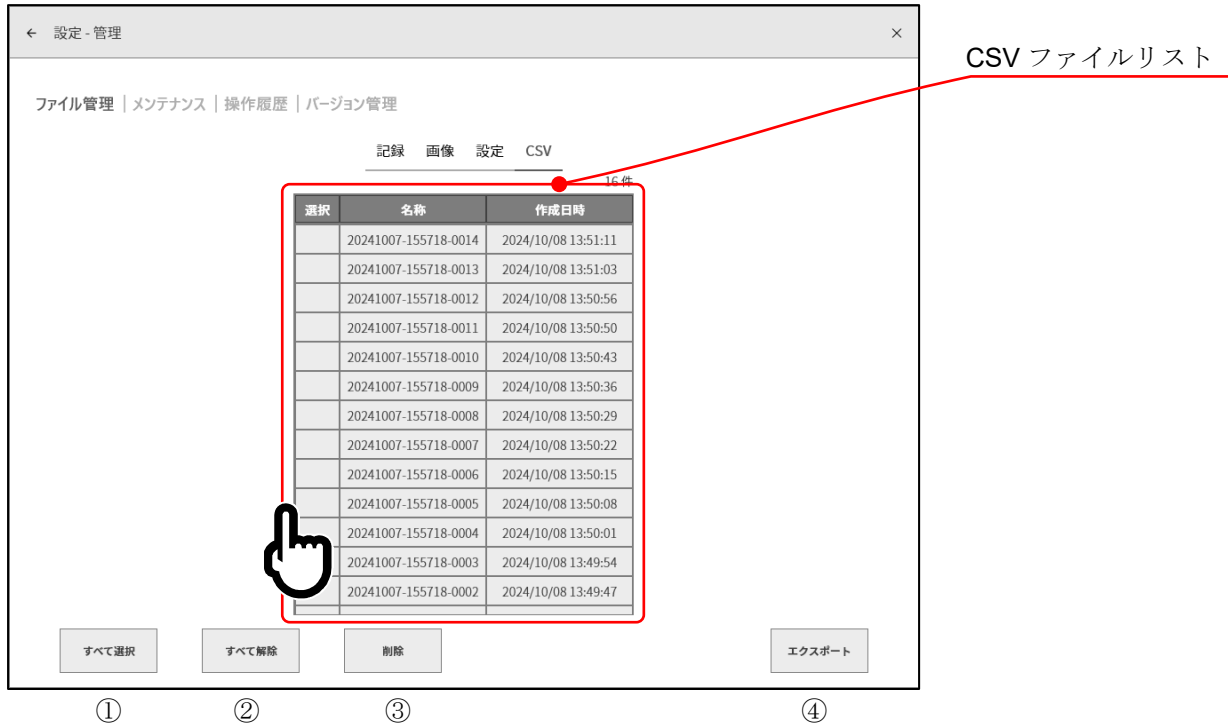 ← 設定 - 管理 ×
CSV ファイルリスト
ファイル管理 | メンテナンス | 操作履歴 | バージョン管理
記録 画像 設定 CSV
16 件
選択 名称 作成日時
20241007-155718-0014 2024/10/08 13:51:11
20241007-155718-0013 2024/10/08 13:51:03
20241007-155718-0012 2024/10/08 13:50:56
20241007-155718-0011 2024/10/08 13:50:50
20241007-155718-0010 2024/10/08 13:50:43
20241007-155718-0009 2024/10/08 13:50:36
20241007-155718-0008 2024/10/08 13:50:29
20241007-155718-0007 2024/10/08 13:50:22
20241007-155718-0006 2024/10/08 13:50:15
20241007-155718-0005 2024/10/08 13:50:08
20241007-155718-0004 2024/10/08 13:50:01
20241007-155718-0003 2024/10/08 13:49:54
20241007-155718-0002 2024/10/08 13:49:47
すべて選択 すべて解除 削除 エクスポート
① ② ③ ④